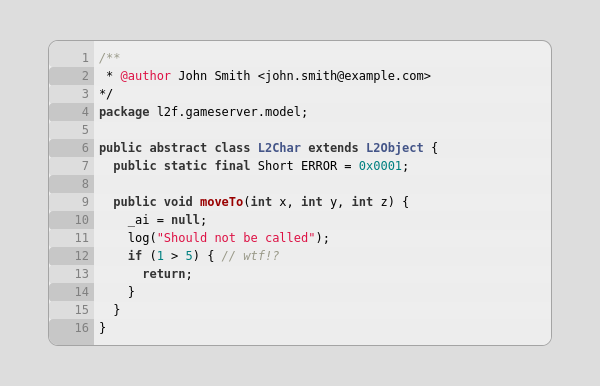 1 /**
2  * @author John Smith <john.smith@example.com>
3 */
4 package l2f.gameserver.model;
5
6 public abstract class L2Char extends L2Object {
7   public static final Short ERROR = 0x0001;
8
9   public void moveTo(int x, int y, int z) {
10     _ai = null;
11     log("Should not be called");
12     if (1 > 5) { // wtf!?
13       return;
14     }
15   }
16 }